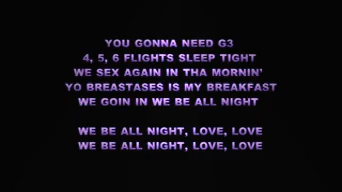 YOU GONNA NEED G3
4, 5, 6 FLIGHTS SLEEP TIGHT
WE SEX AGAIN IN THA MORNIN'
YO BREASTASES IS MY BREAKFAST
WE GOIN IN WE BE ALL NIGHT
WE BE ALL NIGHT, LOVE, LOVE
WE BE ALL NIGHT, LOVE, LOVE